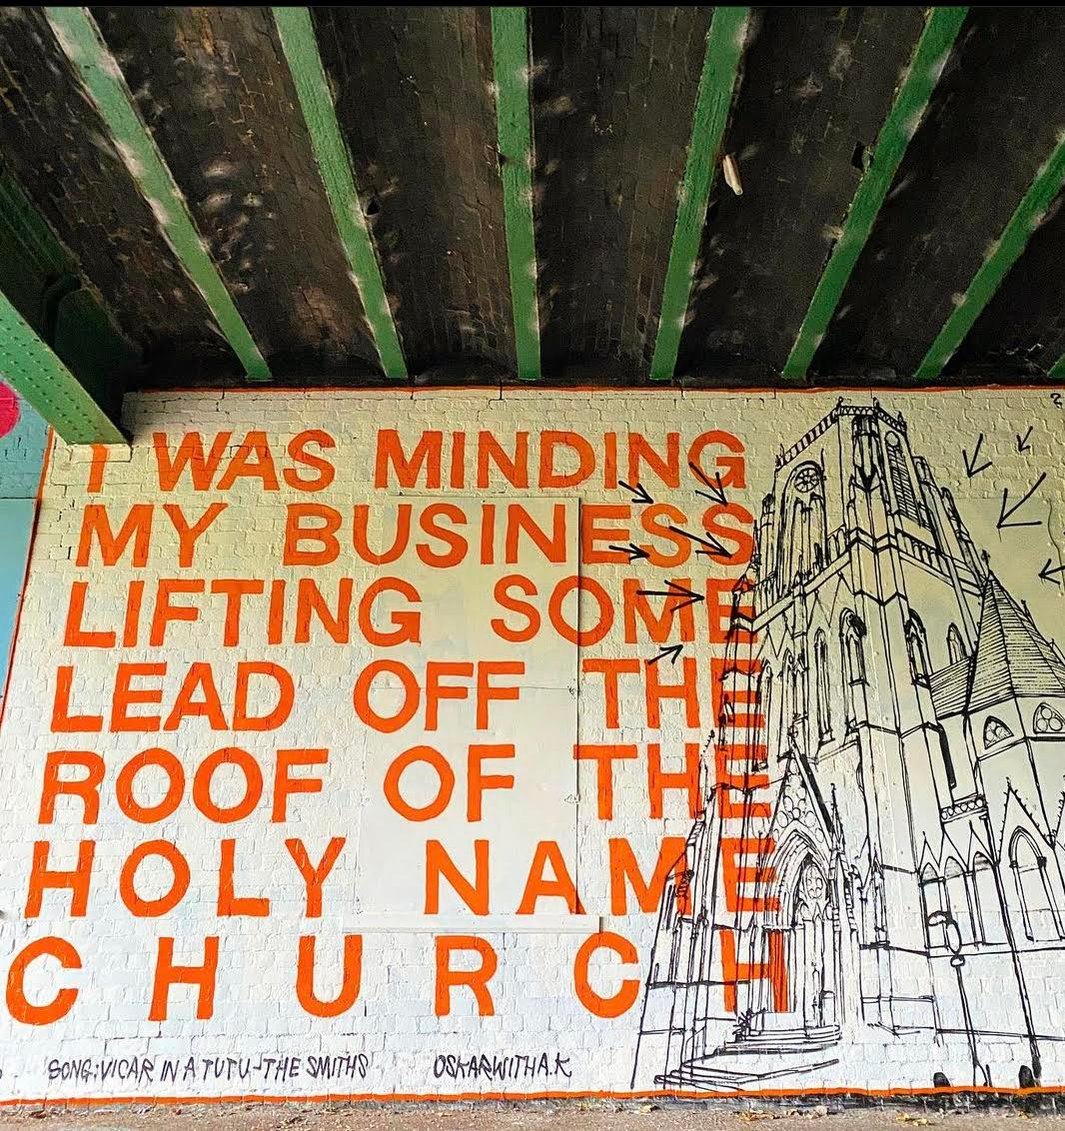 I WAS MINDING
MY BUSINESS
LIFTING SOME
LEAD OFF THE
ROOF OF THE
HOLY NAME
CHURCH
SONG: VICAR IN A TUTU-THE SMITHS
OSKARWITHA.K